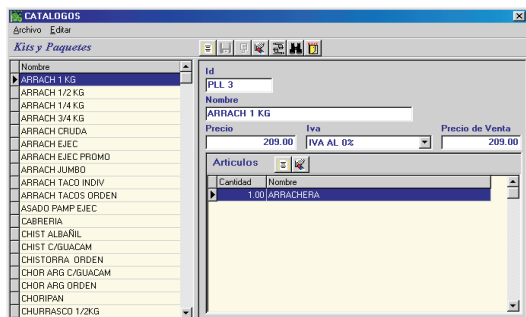 CATALOGOS
Archivo Editar
Kits y Paquetes
Nombre
ARRACH 1 KG
ARRACH 1/2 KG
ARRACH 1/4 KG
ARRACH 3/4 KG
ARRACH CRUDA
ARRACH EJEC
ARRACH EJEC PROMO
ARRACH JUMBO
ARRACH TACO INDIV
ARRACH TACOS ORDEN
ASADO PAMP EJEC
CABRERIA
CHIST ALBAÑIL
CHIST C/GUACAM
CHISTORRA ORDEN
CHOR ARG C/GUACAM
CHOR ARG ORDEN
CHORIPAN
CHURRASCO 1/2KG
Id
PLL 3
Nombre
ARRACH 1 KG
Precio Iva Precio de Venta
209.00 IVA AL 0% 209.00
Articulos
Cantidad Nombre
1.00 ARRACHERA